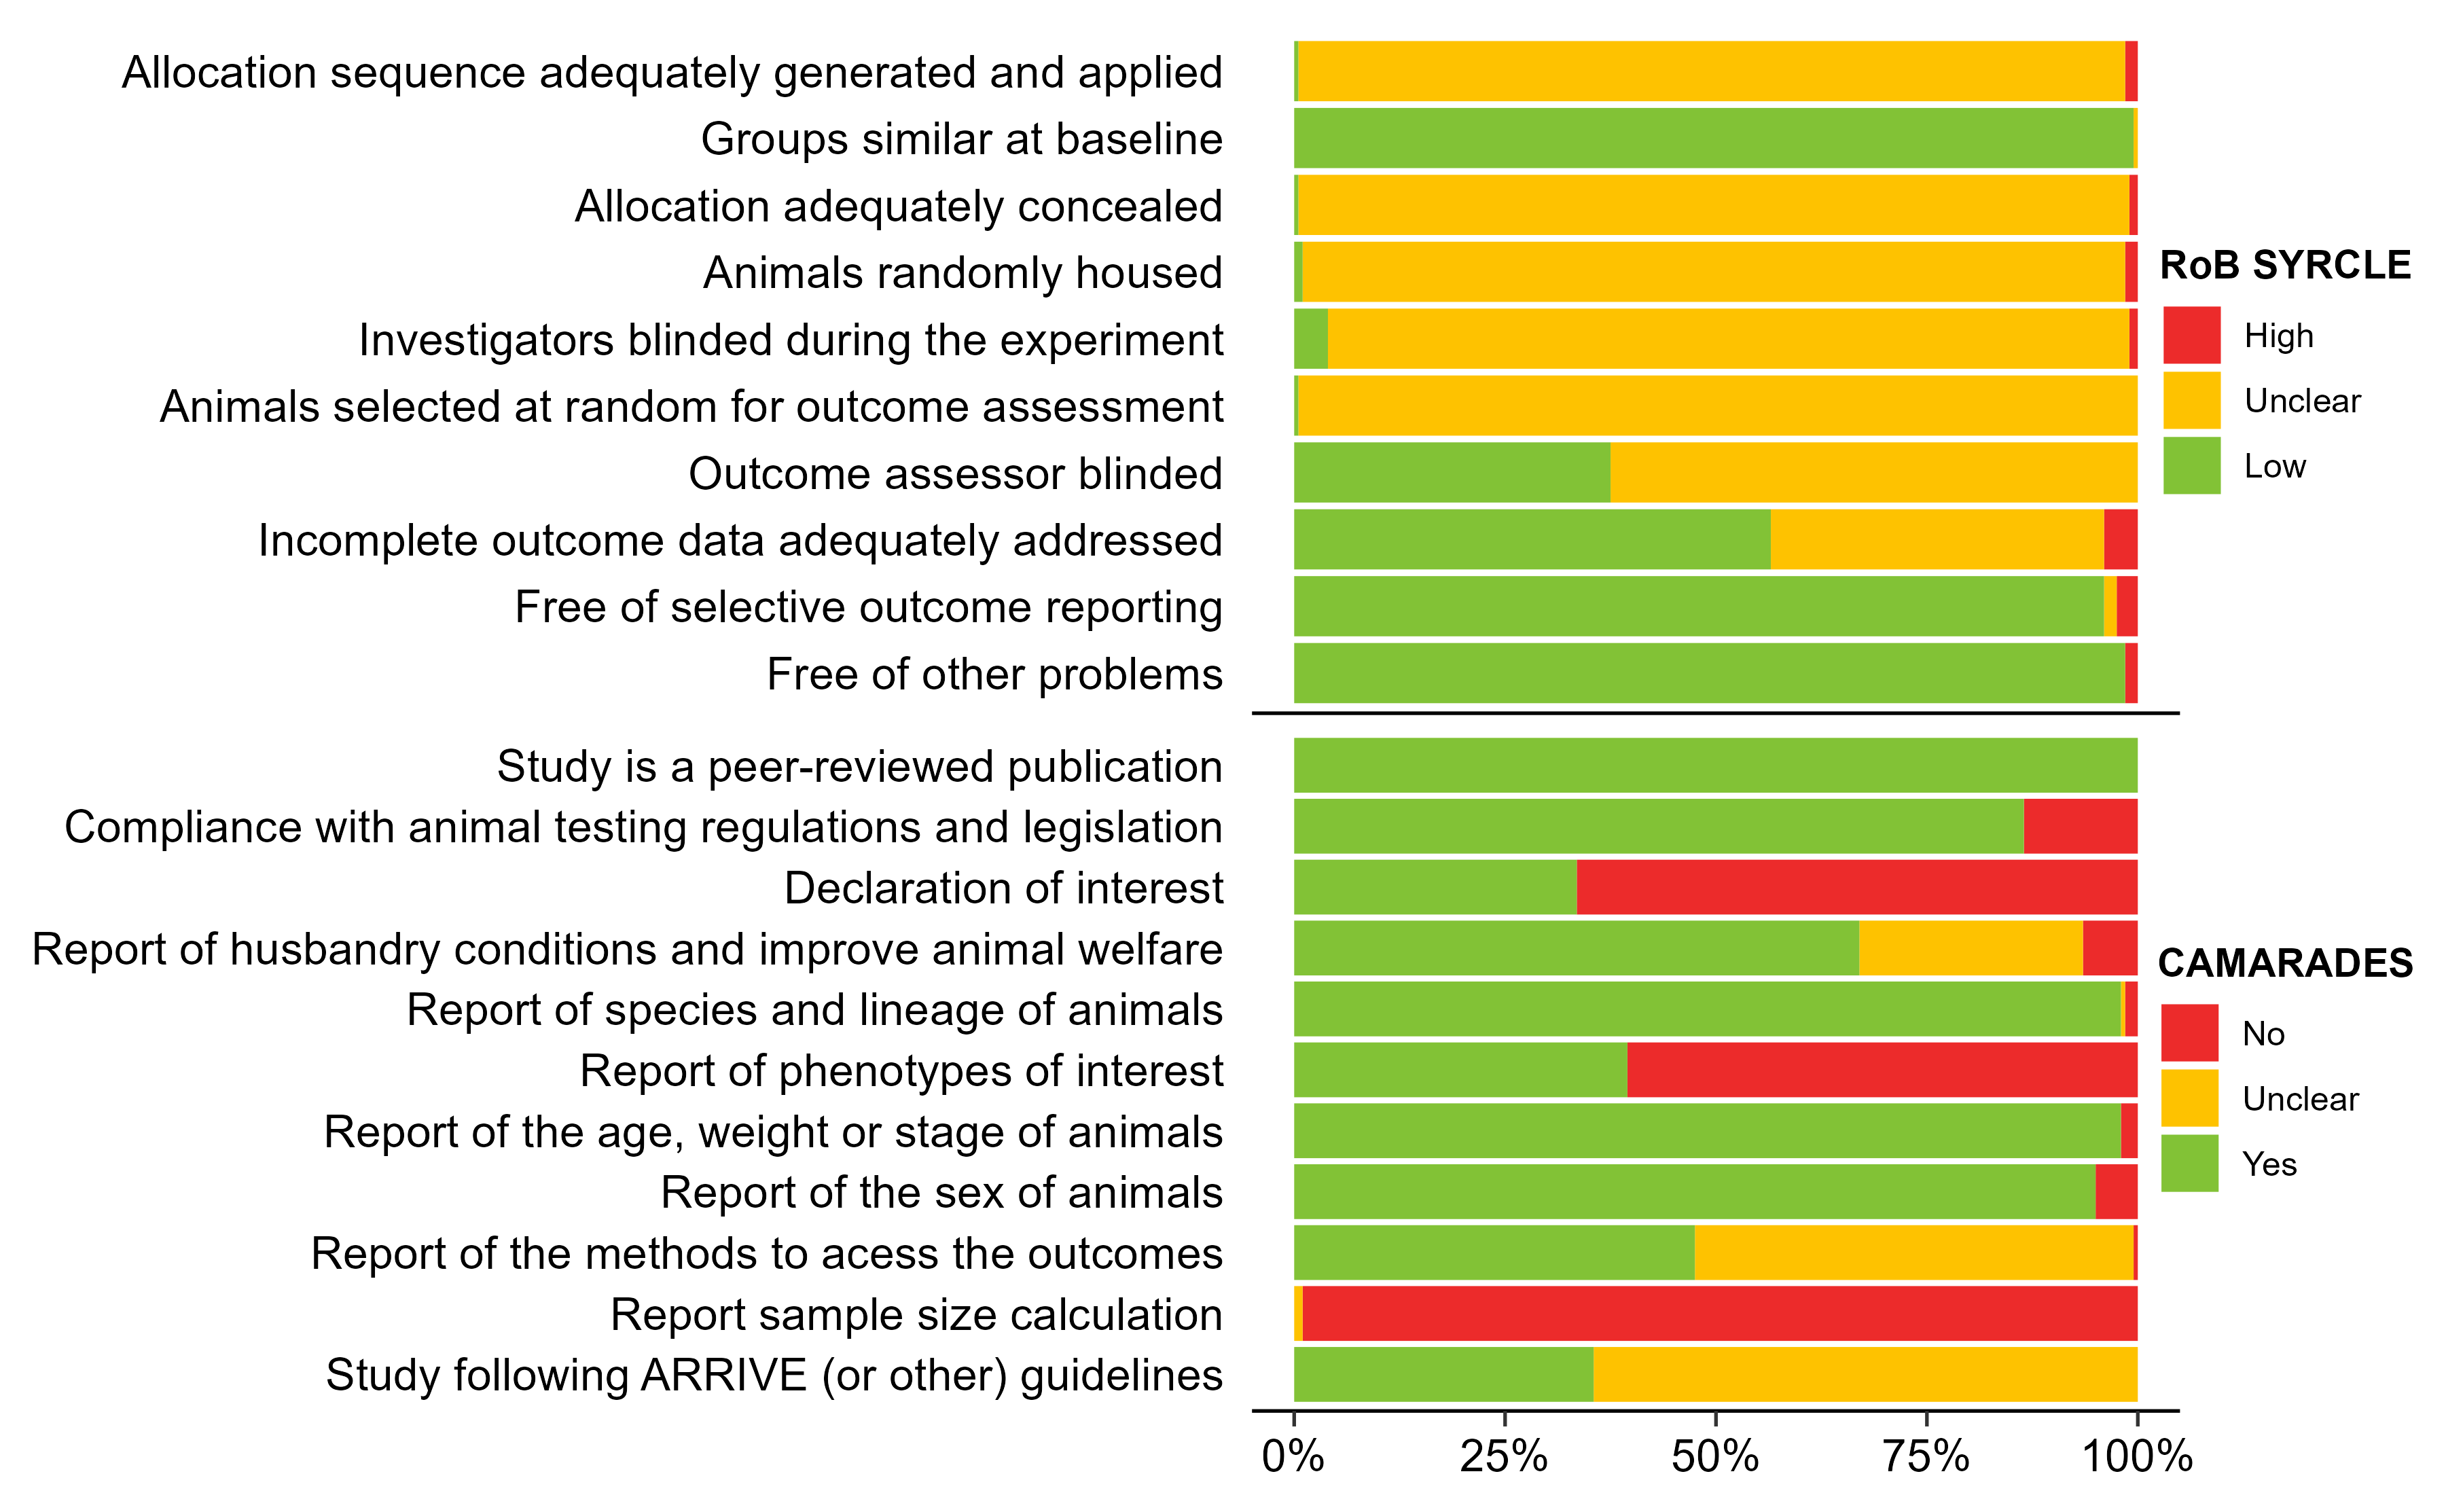 Allocation sequence adequately generated and applied
Groups similar at baseline
Allocation adequately concealed
Animals randomly housed
Investigators blinded during the experiment
Animals selected at random for outcome assessment
Outcome assessor blinded
Incomplete outcome data adequately addressed
Free of selective outcome reporting
Free of other problems
RoB SYRCLE
High
Unclear
Low
Study is a peer-reviewed publication
Compliance with animal testing regulations and legislation
Declaration of interest
Report of husbandry conditions and improve animal welfare
Report of species and lineage of animals
Report of phenotypes of interest
Report of the age, weight or stage of animals
Report of the sex of animals
Report of the methods to acess the outcomes
Report sample size calculation
Study following ARRIVE (or other) guidelines
CAMARADES
No
Unclear
Yes
0% 25% 50% 75% 100%